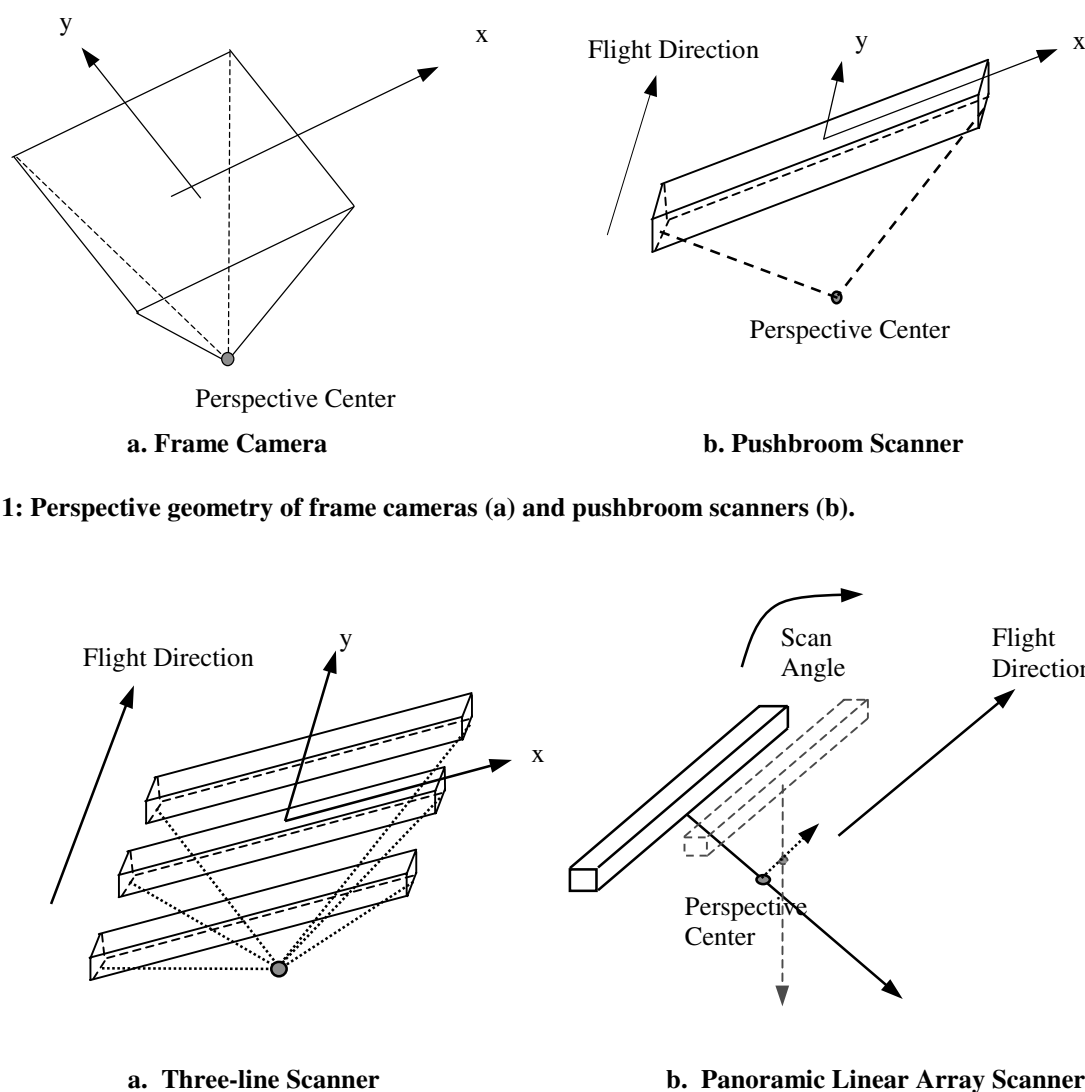 y
x
Perspective Center
a. Frame Camera
Flight Direction
y
x
Perspective Center
b. Pushbroom Scanner
1: Perspective geometry of frame cameras (a) and pushbroom scanners (b).
Flight Direction
y
x
a. Three-line Scanner
Scan
Angle
Flight
Direction
Perspective
Center
b. Panoramic Linear Array Scanner